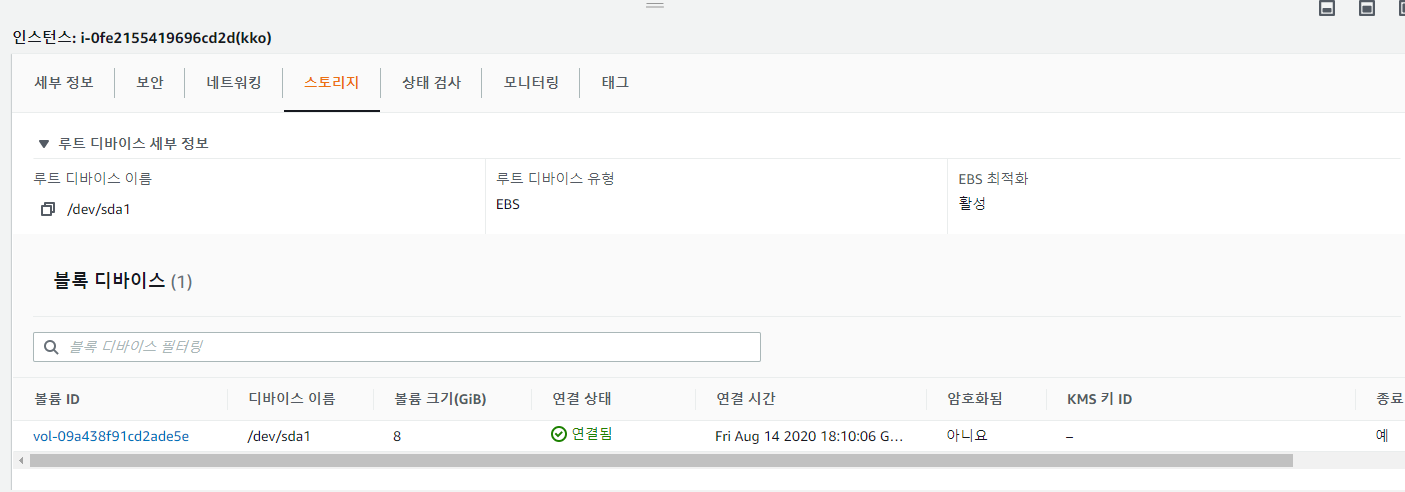 인스턴스: i-0fe2155419696cd2d(kko)
세부 정보 보안 네트워킹 스토리지 상태 검사 모니터링 태그
▼ 루트 디바이스 세부 정보
루트 디바이스 이름 루트 디바이스 유형 EBS 최적화
/dev/sda1 EBS 활성
블록 디바이스 (1)
블록 디바이스 필터링
볼륨 ID 디바이스 이름 볼륨 크기(GiB) 연결 상태 연결 시간 암호화됨 KMS 키 ID 종료
vol-09a438f91cd2ade5e /dev/sda1 8 연결됨 Fri Aug 14 2020 18:10:06 G... 아니요 – 예